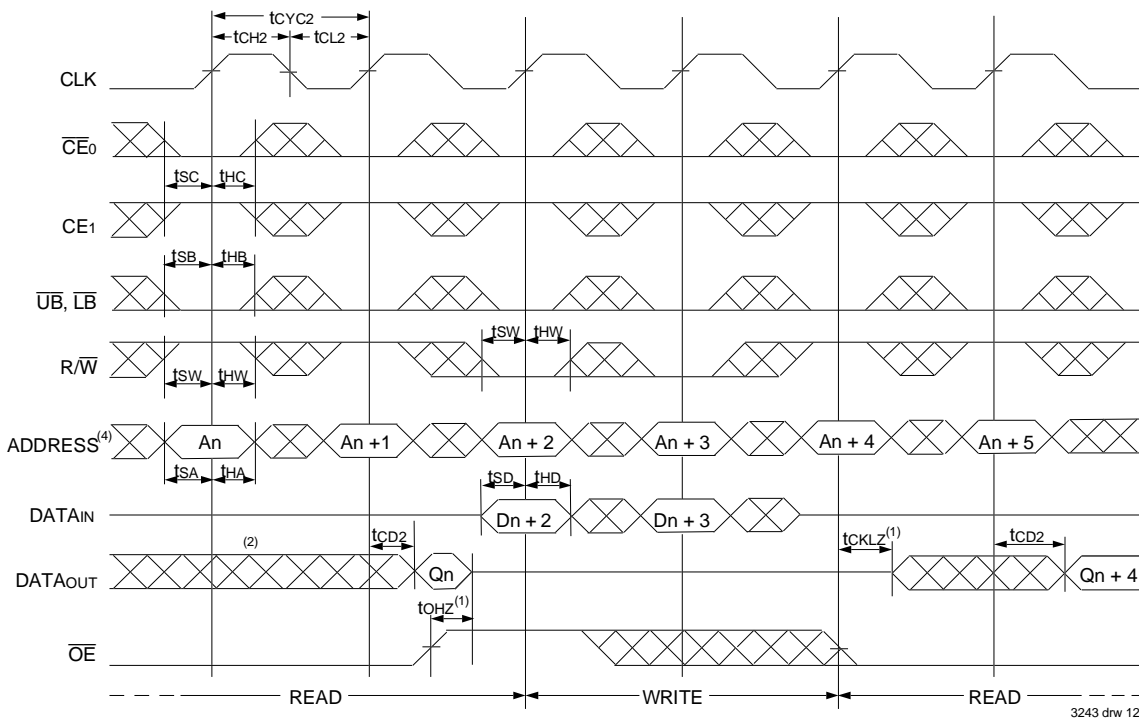 tCYC2
tCH2 tCL2
CLK
CE0
tSC tHC
CE1
tSB tHB
UB, LB
tSW tHW
R/W
tSW tHW
ADDRESS(4) An An +1 An + 2 An + 3 An + 4 An + 5
tSA tHA tSD tHD
DATAIN Dn + 2 Dn + 3
tCD2 tCKLZ(1) tCD2
(2)
DATAOUT Qn Qn + 4
tOHZ(1)
OE
READ WRITE READ
3243 drw 12